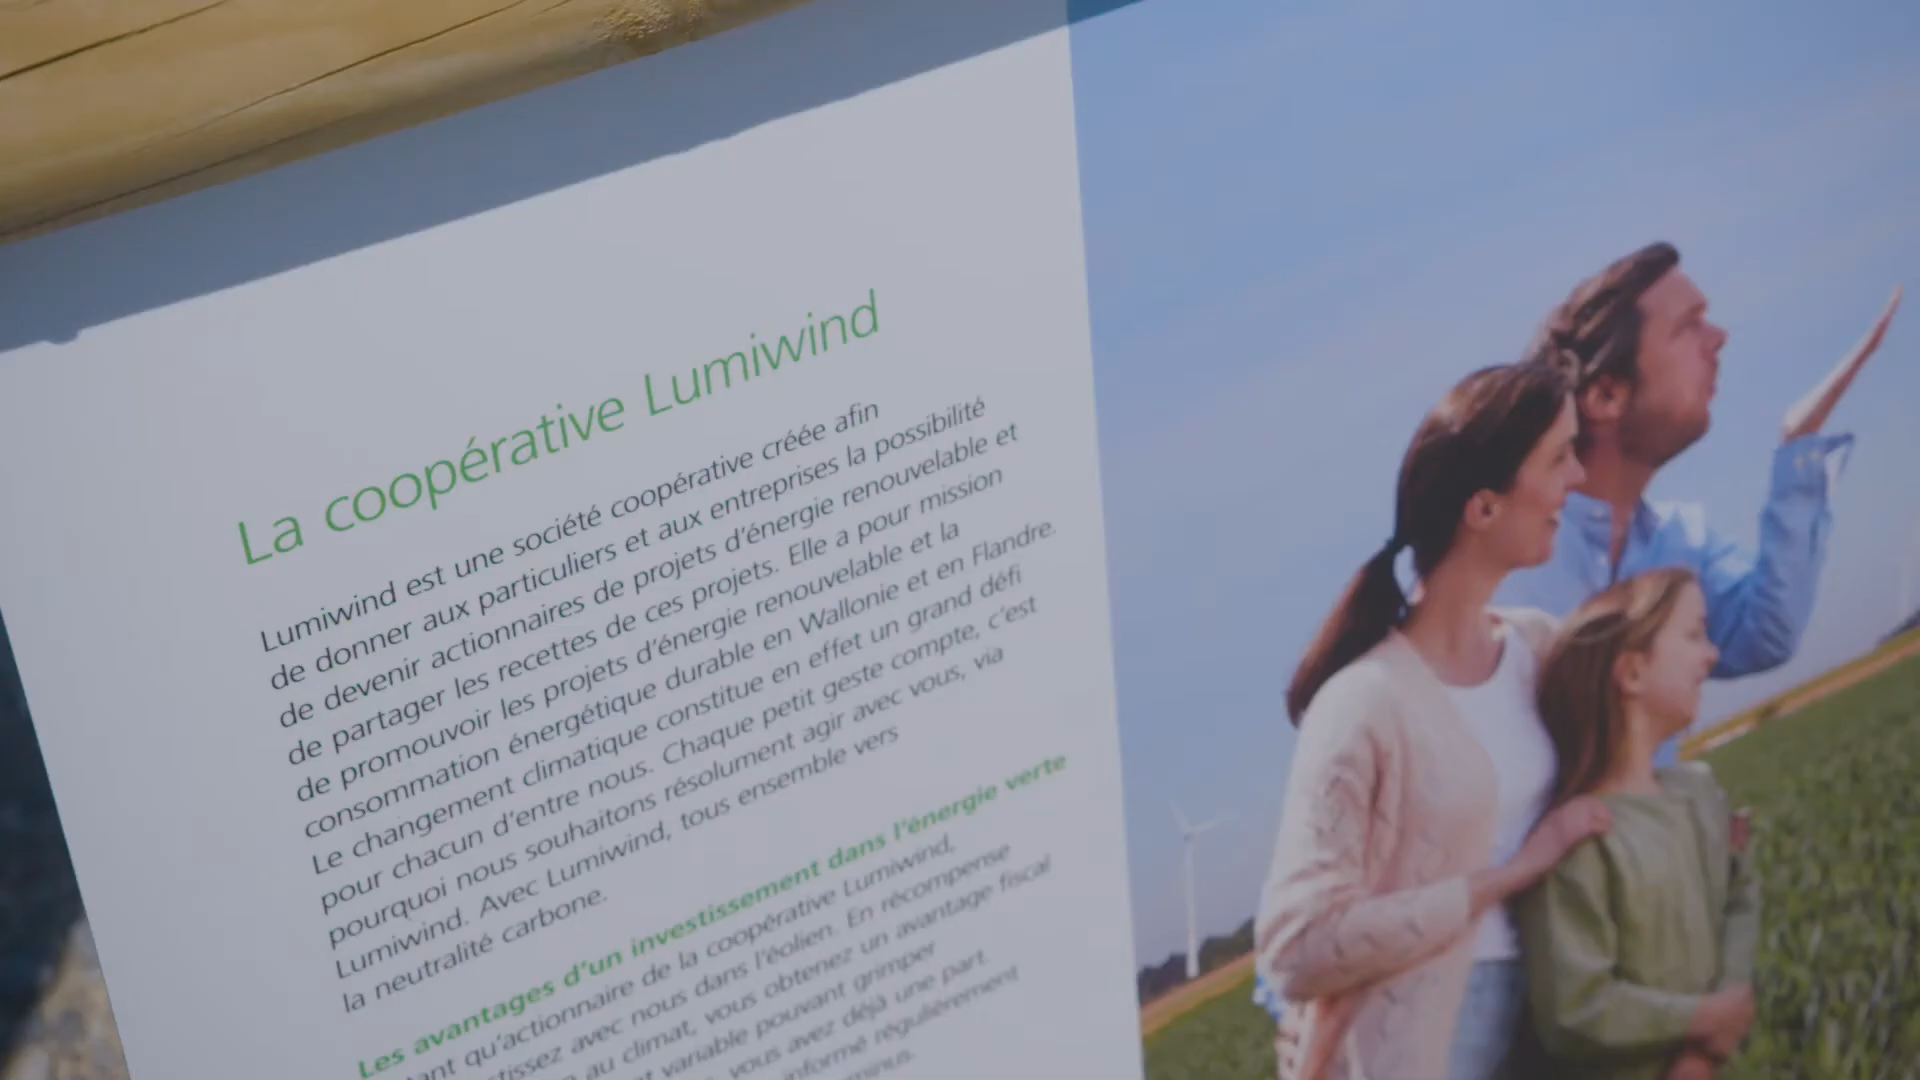 La coopérative Lumiwind
Lumiwind est une société coopérative créée afin
de donner aux particuliers et aux entreprises la possibilité
de devenir actionnaires de projets d'énergie renouvelable et
de partager les recettes de ces projets. Elle a pour mission
de promouvoir les projets d'énergie renouvelable et la
consommation énergétique durable en Wallonie et en Flandre.
Le changement climatique constitue en effet un grand défi
pour chacun d'entre nous. Chaque petit geste compte, c'est
pourquoi nous souhaitons résolument agir avec vous, via
Lumiwind. Avec Lumiwind, tous ensemble vers
la neutralité carbone.
Les avantages d'un investissement dans l'énergie verte
qu'actionnaire de la coopérative Lumiwind,
avec nous dans l'éolien. En récompense
au climat, vous obtenez un avantage fiscal
variable pouvant grimper
vous avez déjà une part.
informé régulièrement